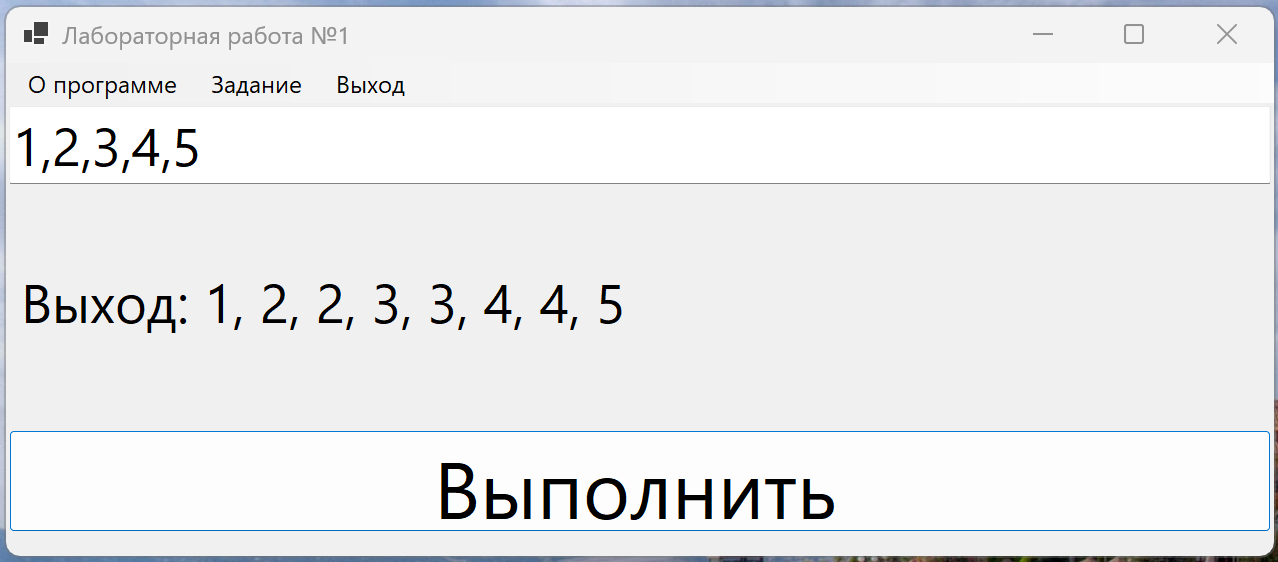 Лабораторная работа №1
О программе Задание Выход
1,2,3,4,5
Выход: 1, 2, 2, 3, 3, 4, 4, 5
Выполнить